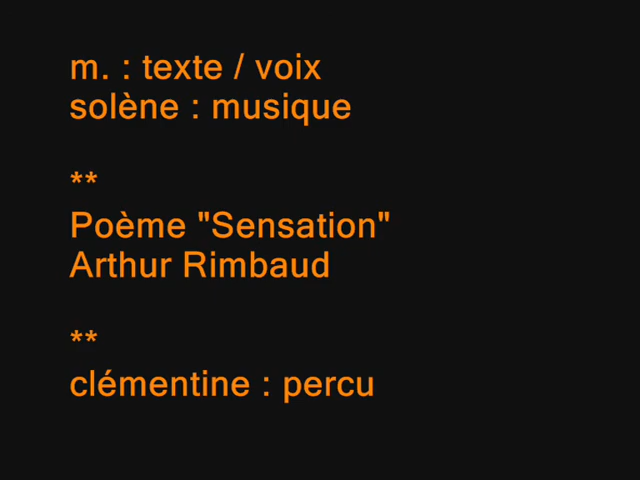 m. : texte / voix
solène : musique
**
Poème "Sensation"
Arthur Rimbaud
**
clémentine : percu